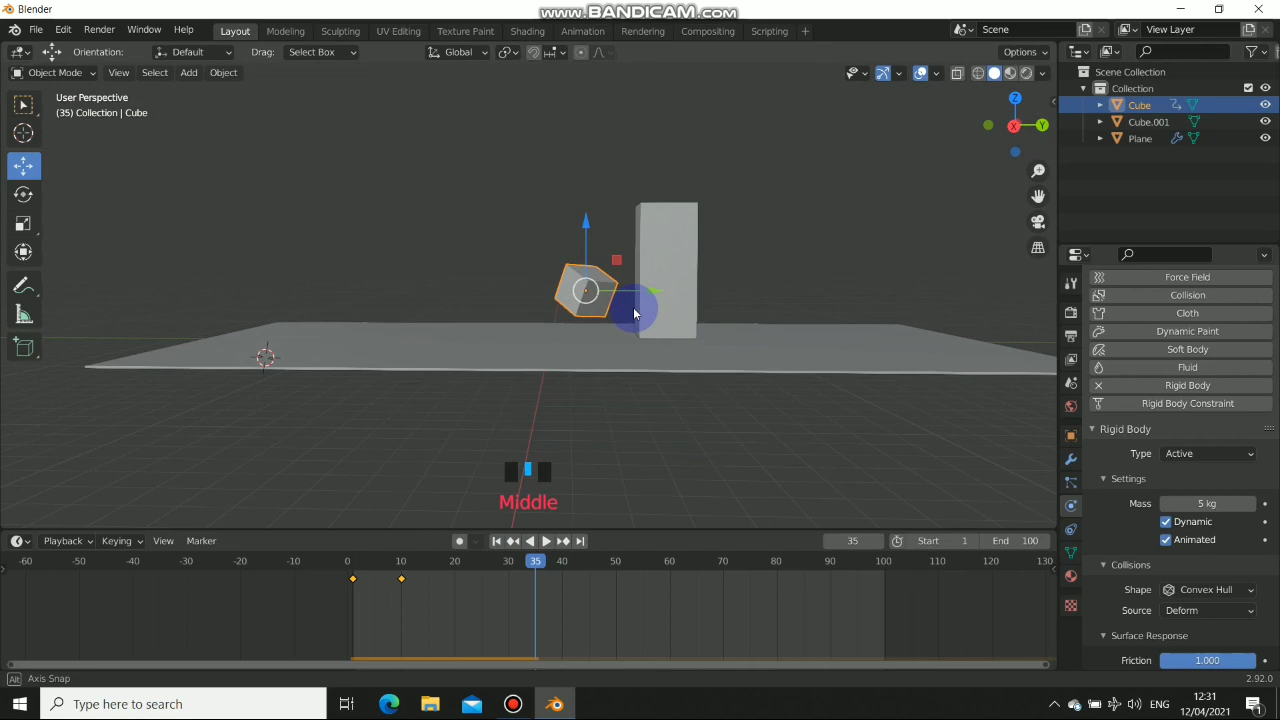 Blender
www.BANDICAM.com
File Edit Render Window Help Layout Modeling Sculpting UV Editing Texture Paint Shading Animation Rendering Compositing Scripting + Scene View Layer
Orientation: Default Drag: Select Box Global Options
Object Mode View Select Add Object
User Perspective
(35) Collection | Cube
Z
X
Y
Scene Collection
Collection
Cube
Cube.001
Plane
Force Field
Collision
Cloth
Dynamic Paint
Soft Body
Fluid
Rigid Body
Rigid Body Constraint
Rigid Body
Type Active
Settings
Mass 5 kg
Dynamic
Animated
Collisions
Shape Convex Hull
Source Deform
Surface Response
Friction 1.000
Middle
Playback Keying View Marker 35 Start 1 End 100
-60 -50 -40 -30 -20 -10 0 10 20 35 40 50 60 70 80 90 100 110 120 130
Alt Axis Snap 2.92.0
Type here to search
ENG
12:31
12/04/2021
1